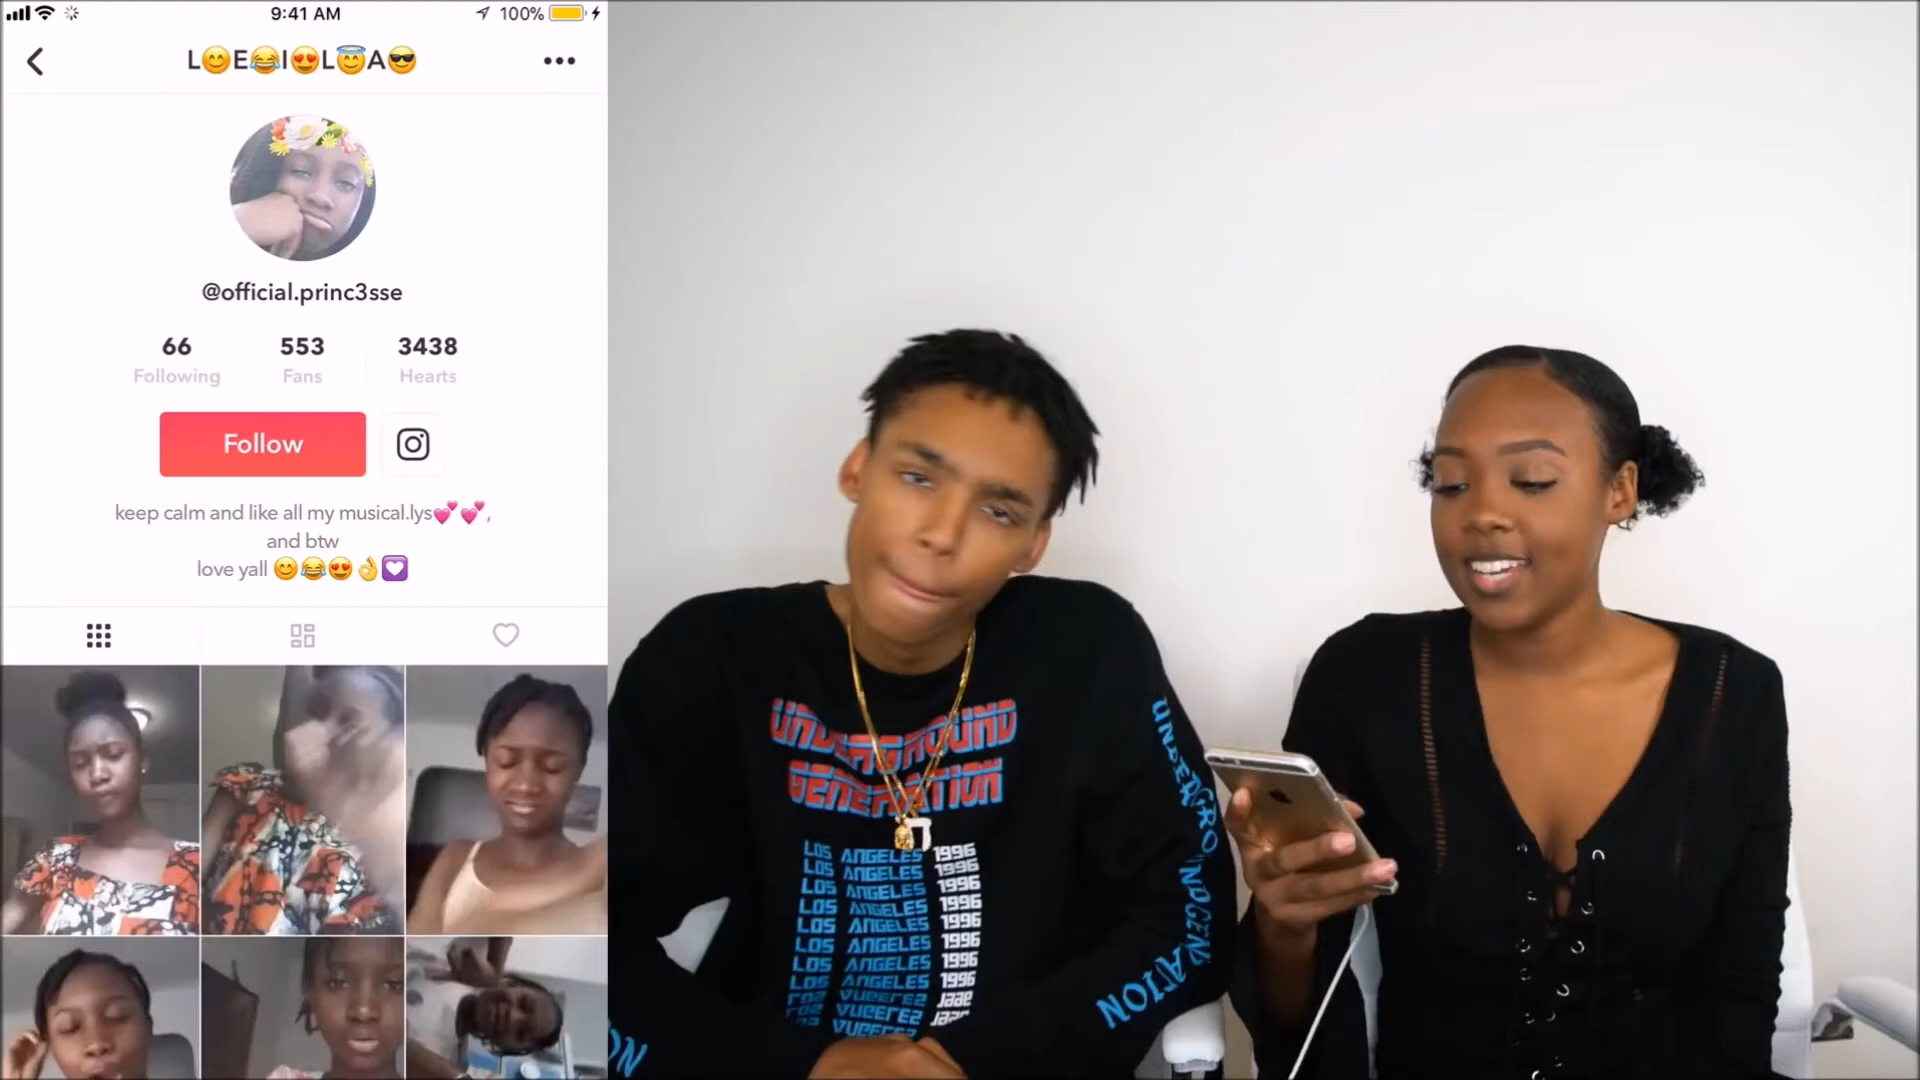 9:41 AM
100%
L😊E😂I😍L😇A😎
@official.princ3sse
66
Following
553
Fans
3438
Hearts
Follow
keep calm and like all my musical.lys💕💕,
and btw
love yall 😊😂😍👌💟
UNDERGROUND
GENERATION
LOS ANGELES 1996
LOS ANGELES 1996
LOS ANGELES 1996
LOS ANGELES 1996
LOS ANGELES 1996
LOS ANGELES 1996
LOS ANGELES 1996
LOS ANGELES 1996